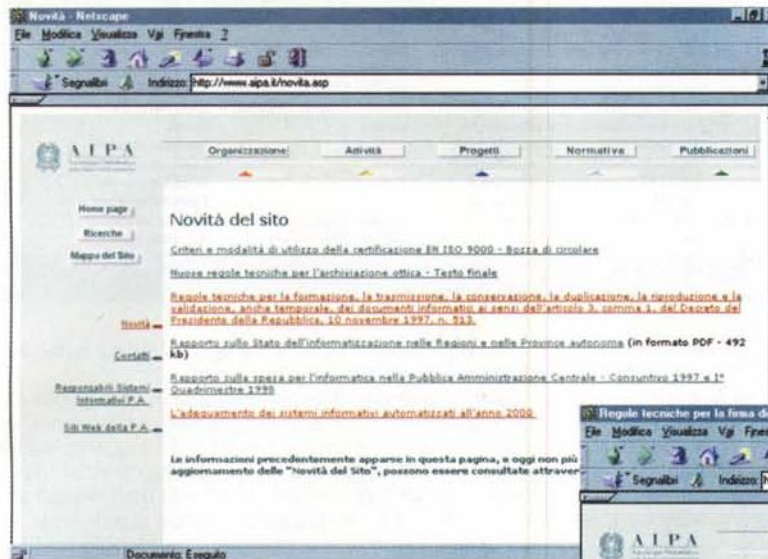 Novità - Netscape
File Modifica Visualizza Vai Finestra ?
Segnalibri Indirizzo: http://www.aipa.it/novita.asp
AIPA
Organizzazione Attività Progetti Normativa Pubblicazioni
Home page
Ricerche
Mappa del Sito
Novità
Contatti
Responsabili Sistemi
Informativi P.A.
Siti Web della P.A.
Novità del sito
Criteri e modalità di utilizzo della certificazione EN ISO 9000 - Bozza di circolare
Nuove regole tecniche per l'archiviazione ottica - Testo finale
Regole tecniche per la formazione, la trasmissione, la conservazione, la duplicazione, la riproduzione e la
validazione, anche temporale, dei documenti informatici ai sensi dell'articolo 3, comma 1, del Decreto del
Presidente della Repubblica, 10 novembre 1997, n. 513.
Rapporto sullo Stato dell'informatizzazione nelle Regioni e nelle Province autonome (in formato PDF - 492
kb)
Rapporto sulla spesa per l'informatica nella Pubblica Amministrazione Centrale - Consuntivo 1997 e 1°
Quadrimestre 1998
L'adeguamento dei sistemi informativi automatizzati all'anno 2000
Le informazioni precedentemente apparse in questa pagina, e oggi non più
aggiornamento delle "Novità del Sito", possono essere consultate
Documento: Eseguito
Regole tecniche per la firma
File Modifica Visualizza Vai
Segnalibri Indirizzo:
AIPA